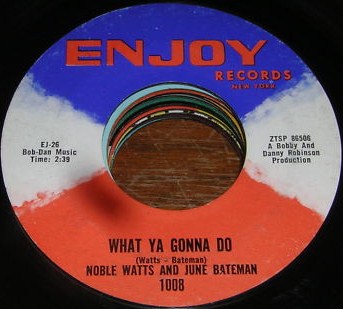 ENJOY
RECORDS
NEW YORK
EJ-26
Bob-Dan Music
Time: 2:39
ZTSP 86506
A Bobby and
Danny Robinson
Production
WHAT YA GONNA DO
(Watts - Bateman)
NOBLE WATTS AND JUNE BATEMAN
1008